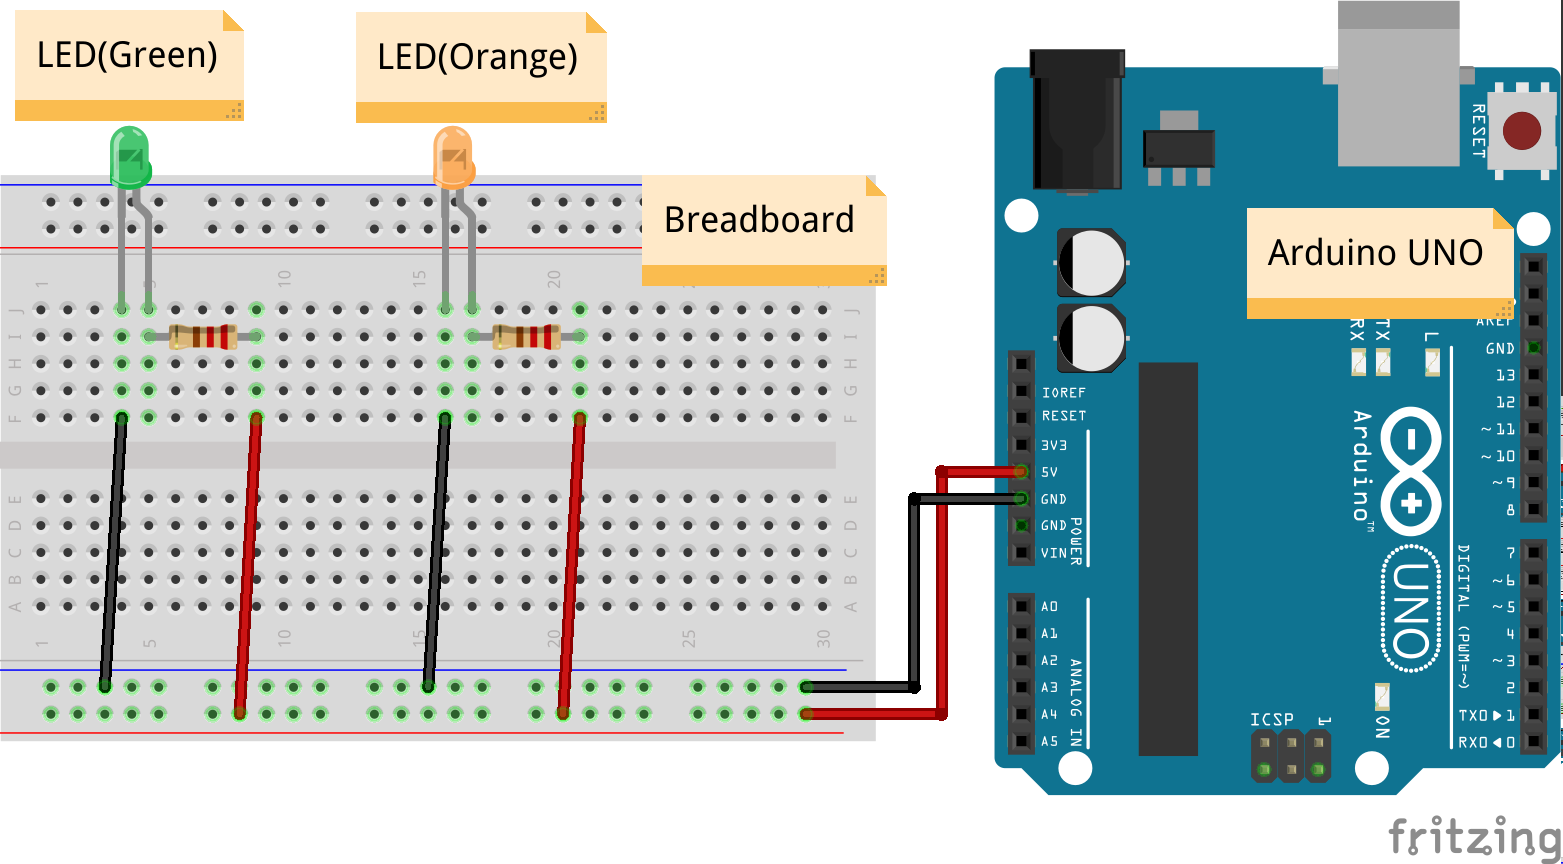 LED(Green)
LED(Orange)
Breadboard
Arduino UNO
RESET
1
5
10
15
20
J
I
H
G
F
J
I
H
G
F
E
D
C
B
A
E
D
C
B
A
1
5
10
15
20
25
30
IOREF
RESET
3V3
5V
GND
GND
VIN
POWER
A0
A1
A2
A3
A4
A5
ANALOG IN
RX
TX
L
AREF
GND
13
12
~11
~10
~9
8
7
~6
~5
4
~3
2
TX0▶1
RX0◀0
DIGITAL (PWM=~)
Arduino™
UNO
ON
ICSP
1
fritzing